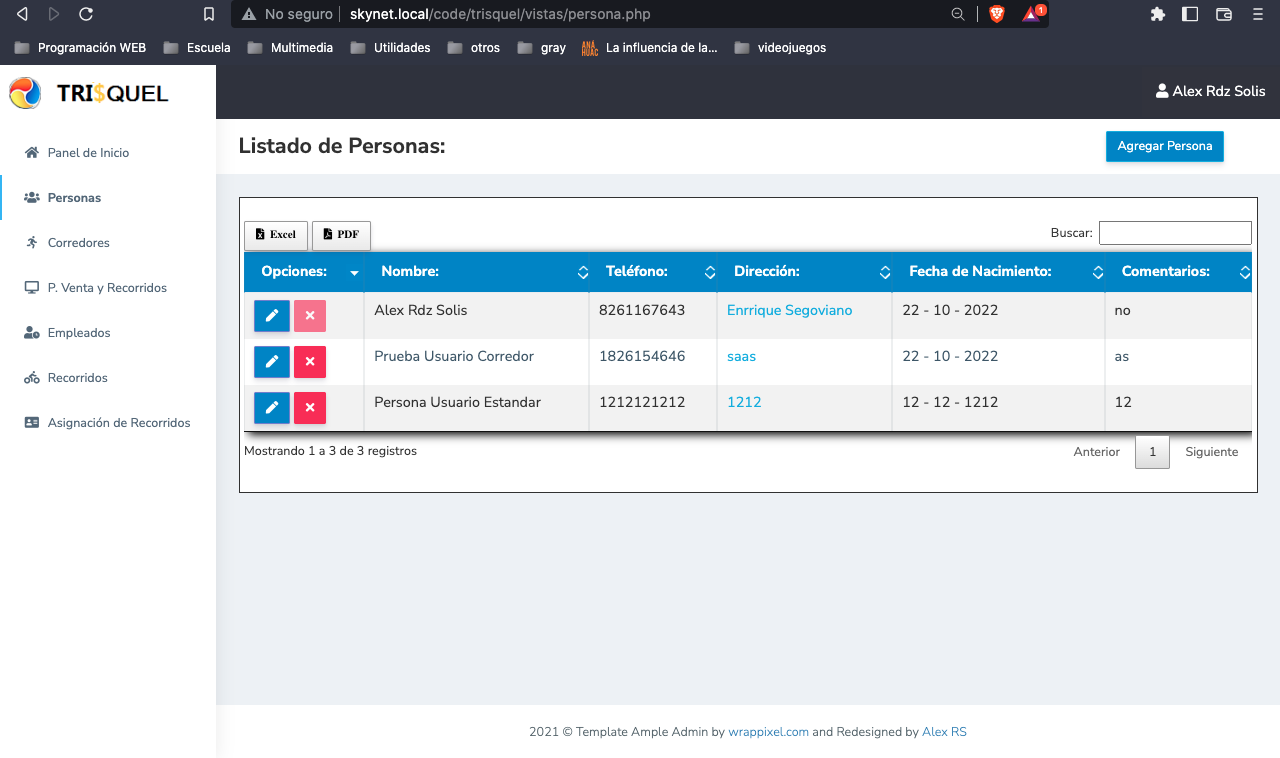 No seguro skynet.local/code/trisquel/vistas/persona.php 1
Programación WEB Escuela Multimedia Utilidades otros gray ANÁHUAC La influencia de la... videojuegos
TRI$QUEL
Alex Rdz Solis
Panel de Inicio
Personas
Corredores
P. Venta y Recorridos
Empleados
Recorridos
Asignación de Recorridos
Listado de Personas:
Agregar Persona
Excel PDF Buscar:
Opciones: Nombre: Teléfono: Dirección: Fecha de Nacimiento: Comentarios:
Alex Rdz Solis 8261167643 Enrrique Segoviano 22 - 10 - 2022 no
Prueba Usuario Corredor 1826154646 saas 22 - 10 - 2022 as
Persona Usuario Estandar 1212121212 1212 12 - 12 - 1212 12
Mostrando 1 a 3 de 3 registros Anterior 1 Siguiente
2021 © Template Ample Admin by wrappixel.com and Redesigned by Alex RS